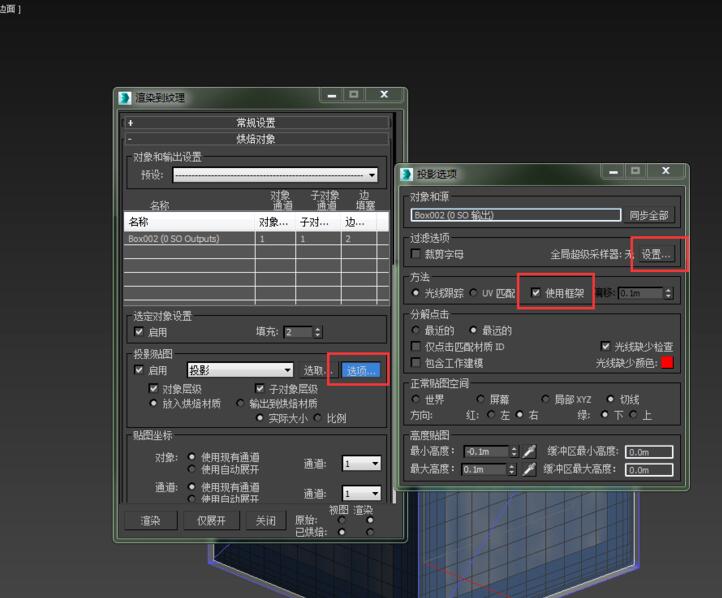 边面 ]
渲染到纹理
+ 常规设置
- 烘焙对象
对象和输出设置
预设:
名称 对象通道 子对象通道 边填塞
名称 对象... 子对... 边...
Box002 (0 SO Outputs) 1 1 2
选定对象设置
启用 填充: 2
投影贴图
启用 投影 选取... 选项...
对象层级 子对象层级
放入烘焙材质 输出到烘焙材质
实际大小 比例
贴图坐标
对象: 使用现有通道
使用自动展开 通道: 1
通道: 使用现有通道
使用自动展开 通道: 1
渲染 仅展开 关闭
视图 渲染
原始:
已烘焙:
投影选项
对象和源
Box002 (0 SO 输出) 同步全部
过滤选项
裁剪字母 全局超级采样器: 无 设置...
方法
光线跟踪 UV 匹配 使用框架 偏移: 0.1m
分解点击
最近的 最远的
仅点击匹配材质 ID 光线缺少检查
包含工作建模 光线缺少颜色:
正常贴图空间
世界 屏幕 局部 XYZ 切线
方向: 红: 左 右 绿: 下 上
高度贴图
最小高度: -0.1m 缓冲区最小高度: 0.0m
最大高度: 0.1m 缓冲区最大高度: 0.0m